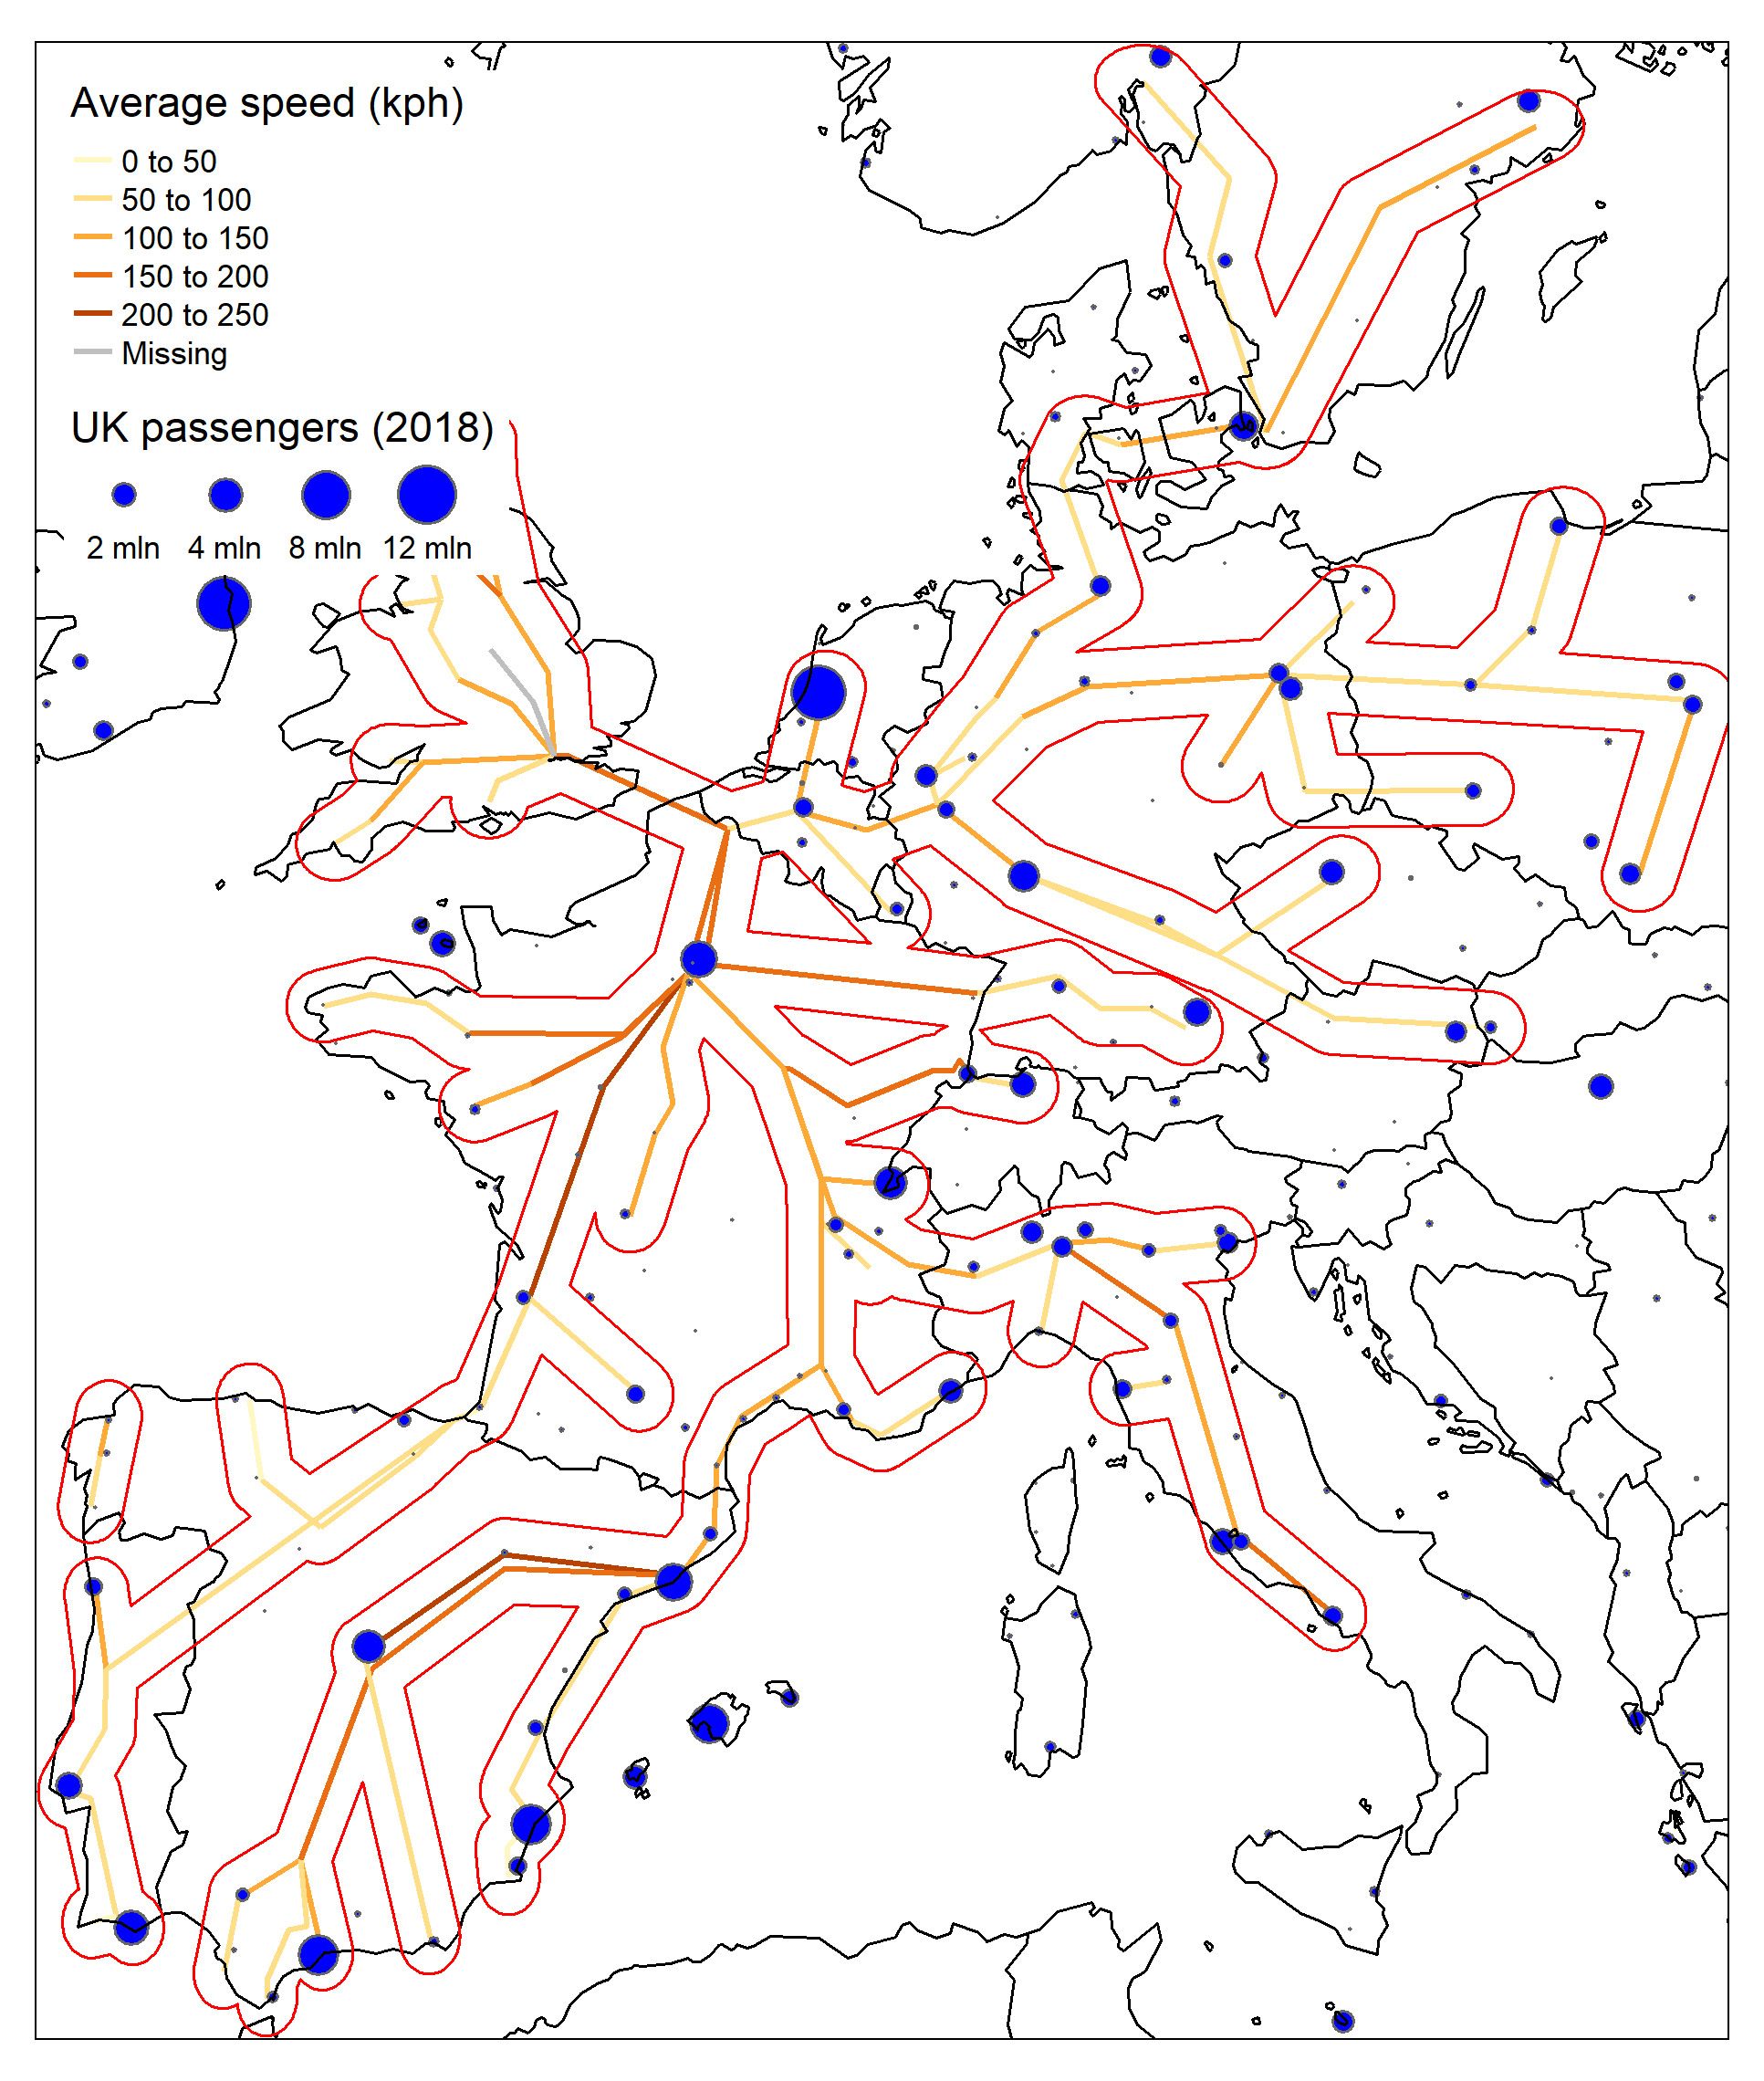 Average speed (kph)
0 to 50
50 to 100
100 to 150
150 to 200
200 to 250
Missing
UK passengers (2018)
2 mln 4 mln 8 mln 12 mln